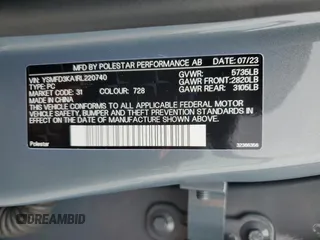 MFD BY POLESTAR PERFORMANCE AB 07/23
VIN: YSMFD3KA1RL220740
TYPE: PC
MARKET CODE: 31 COLOUR 728
MADE IN CHINA
GVWR: 5735LB
GAWR FRONT: 2820LB
GAWR REAR: 3105LB
THIS VEHICLE CONFORMS TO ALL APPLICABLE FEDERAL MOTOR
VEHICLE SAFETY, BUMPER AND THEFT PREVENTION STANDARDS
IN EFFECT ON THE DATE OF MANUFACTURE SHOWN ABOVE.
Polestar
DREAMBID